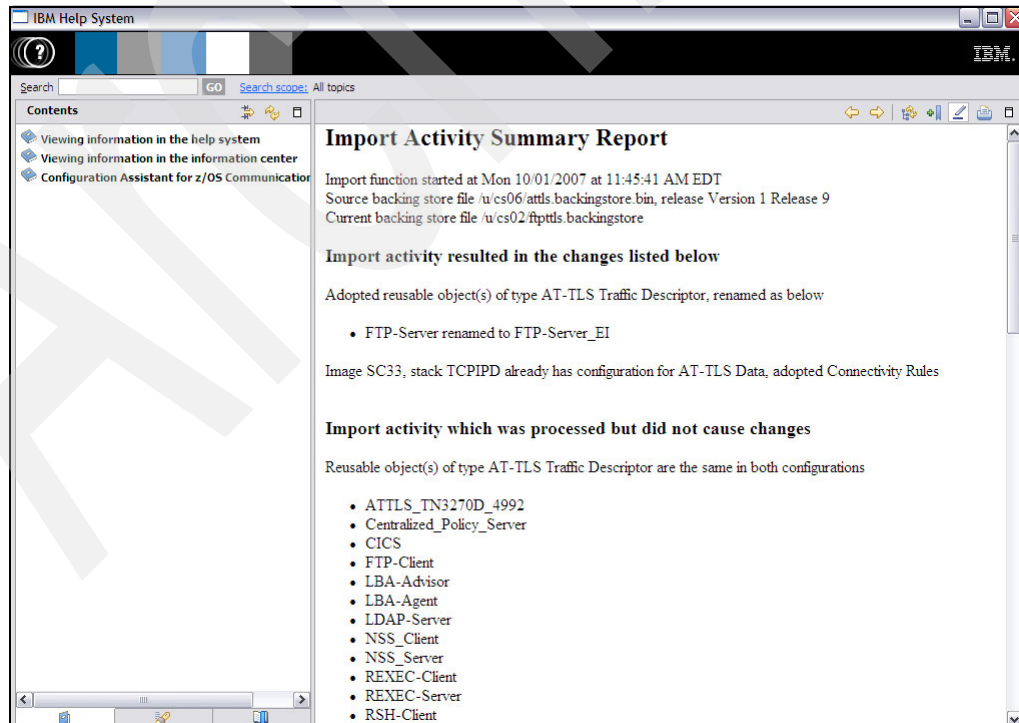 IBM Help System
IBM.
Search GO Search scope: All topics
Contents
Viewing information in the help system
Viewing information in the information center
Configuration Assistant for z/OS Communication
Import Activity Summary Report
Import function started at Mon 10/01/2007 at 11:45:41 AM EDT
Source backing store file /u/cs06/attls.backingstore.bin, release Version 1 Release 9
Current backing store file /u/cs02/ftpttls.backingstore
Import activity resulted in the changes listed below
Adopted reusable object(s) of type AT-TLS Traffic Descriptor, renamed as below
• FTP-Server renamed to FTP-Server_EI
Image SC33, stack TCPIPD already has configuration for AT-TLS Data, adopted Connectivity Rules
Import activity which was processed but did not cause changes
Reusable object(s) of type AT-TLS Traffic Descriptor are the same in both configurations
• ATTLS_TN3270D_4992
• Centralized_Policy_Server
• CICS
• FTP-Client
• LBA-Advisor
• LBA-Agent
• LDAP-Server
• NSS_Client
• NSS_Server
• REXEC-Client
• REXEC-Server
• RSH-Client